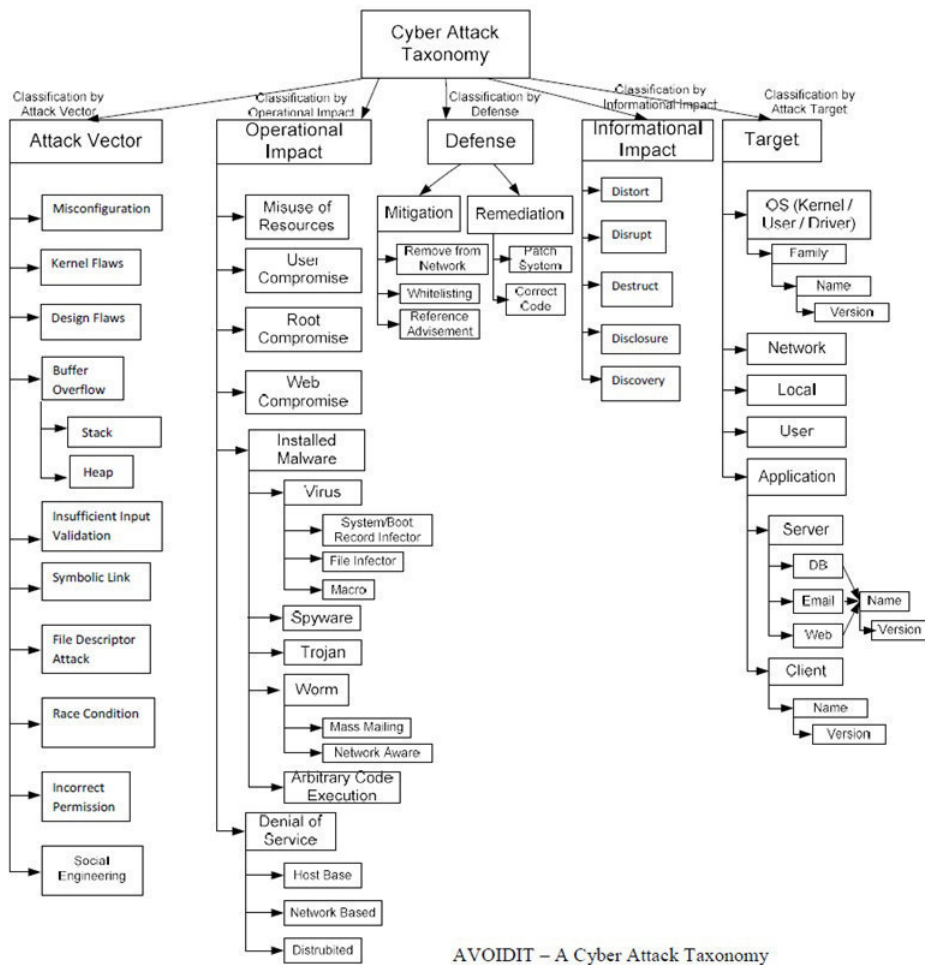 Cyber Attack
Taxonomy
Classification by
Attack Vector
Classification by
Operational Impact
Classification by
Defense
Classification by
Informational Impact
Classification by
Attack Target
Attack Vector
Misconfiguration
Kernel Flaws
Design Flaws
Buffer
Overflow
Stack
Heap
Insufficient Input
Validation
Symbolic Link
File Descriptor
Attack
Race Condition
Incorrect
Permission
Social
Engineering
Operational
Impact
Misuse of
Resources
User
Compromise
Root
Compromise
Web
Compromise
Installed
Malware
Virus
System/Boot
Record Infector
File Infector
Macro
Spyware
Trojan
Worm
Mass Mailing
Network Aware
Arbitrary Code
Execution
Denial of
Service
Host Base
Network Based
Distrubited
Defense
Mitigation
Remove from
Network
Whitelisting
Reference
Advisement
Remediation
Patch
System
Correct
Code
Informational
Impact
Distort
Disrupt
Destruct
Disclosure
Discovery
Target
OS (Kernel /
User / Driver)
Family
Name
Version
Network
Local
User
Application
Server
DB
Email
Web
Name
Version
Client
Name
Version
AVOIDIT – A Cyber Attack Taxonomy